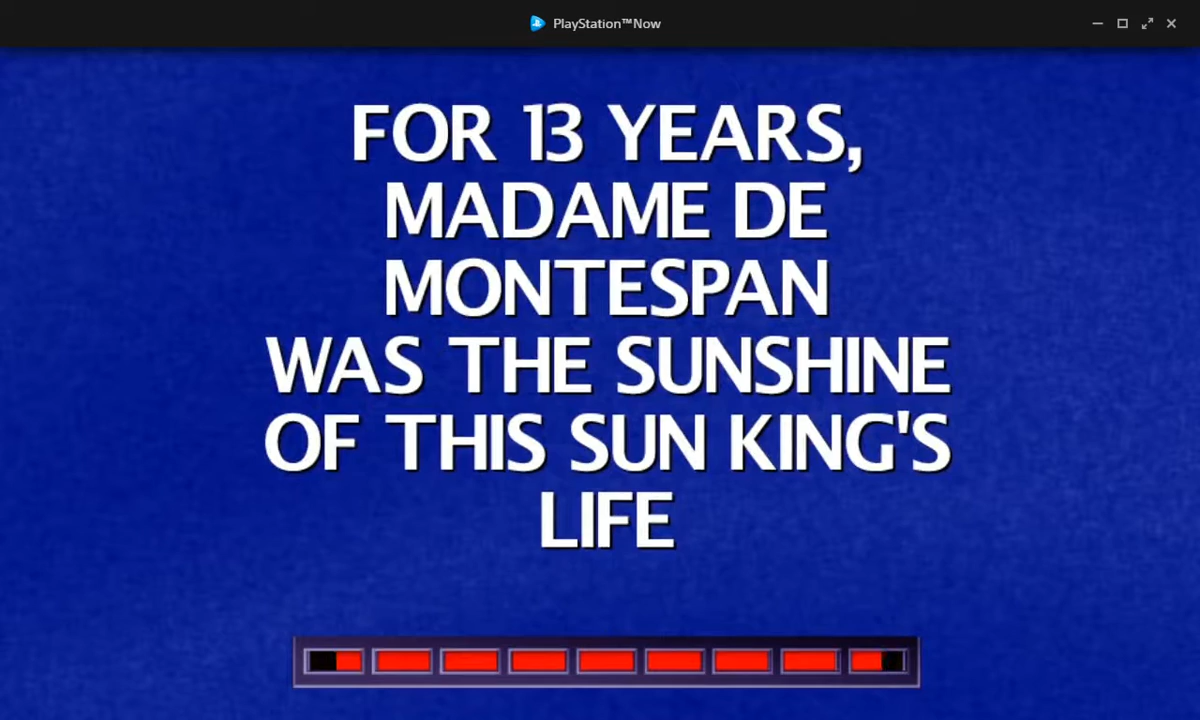 PlayStation™Now
FOR 13 YEARS,
MADAME DE
MONTESPAN
WAS THE SUNSHINE
OF THIS SUN KING'S
LIFE